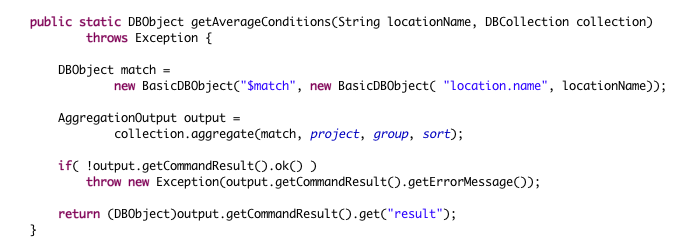 public static DBObject getAverageConditions(String locationName, DBCollection collection)
throws Exception {
DBObject match =
new BasicDBObject("$match", new BasicDBObject( "location.name", locationName));
AggregationOutput output =
collection.aggregate(match, project, group, sort);
if( !output.getCommandResult().ok() )
throw new Exception(output.getCommandResult().getErrorMessage());
return (DBObject)output.getCommandResult().get("result");
}